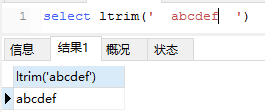 1 select ltrim('  abcdef  ')
信息 结果1 概况 状态
ltrim('abcdef')
abcdef